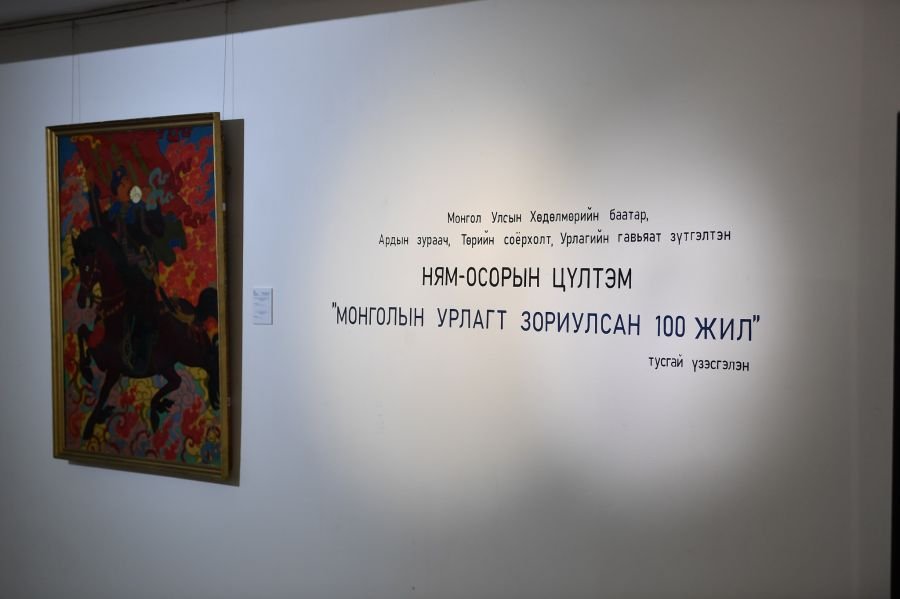 Монгол Улсын Хөдөлмөрийн баатар,
Ардын зураач, Төрийн соёрхолт, Урлагийн гавьяат зүтгэлтэн
НЯМ-ОСОРЫН ЦҮЛТЭМ
"МОНГОЛЫН УРЛАГТ ЗОРИУЛСАН 100 ЖИЛ"
тусгай үзэсгэлэн